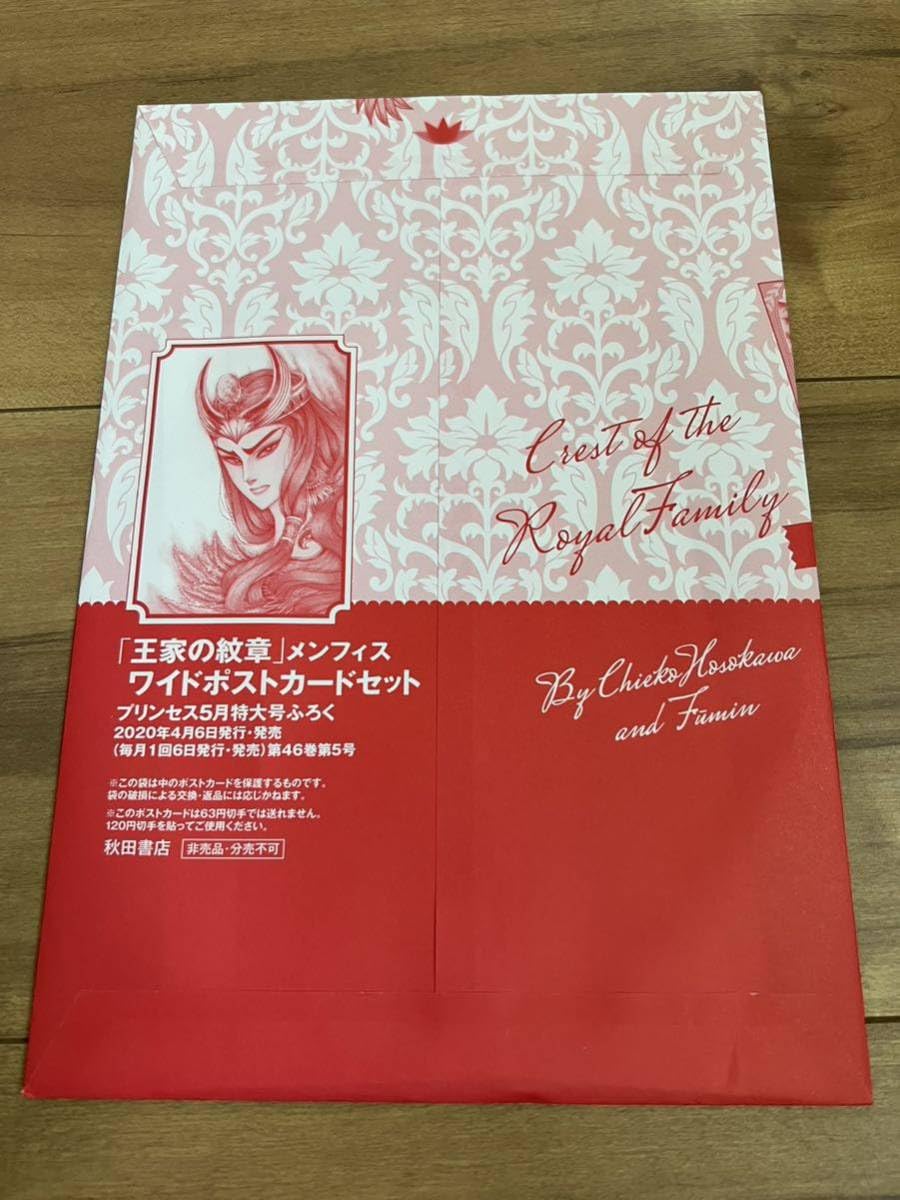 Crest of the
Royal Family
「王家の紋章」メンフィス
ワイドポストカードセット
プリンセス5月特大号ふろく
2020年4月6日発行・発売
(毎月1回6日発行・発売)第46巻第5号
※この袋は中のポストカードを保護するものです。
袋の破損による交換・返品には応じかねます。
※このポストカードは63円切手では送れません。
120円切手を貼ってご使用ください。
秋田書店 非売品・分売不可
By Chieko Hosokawa
and Fūmin